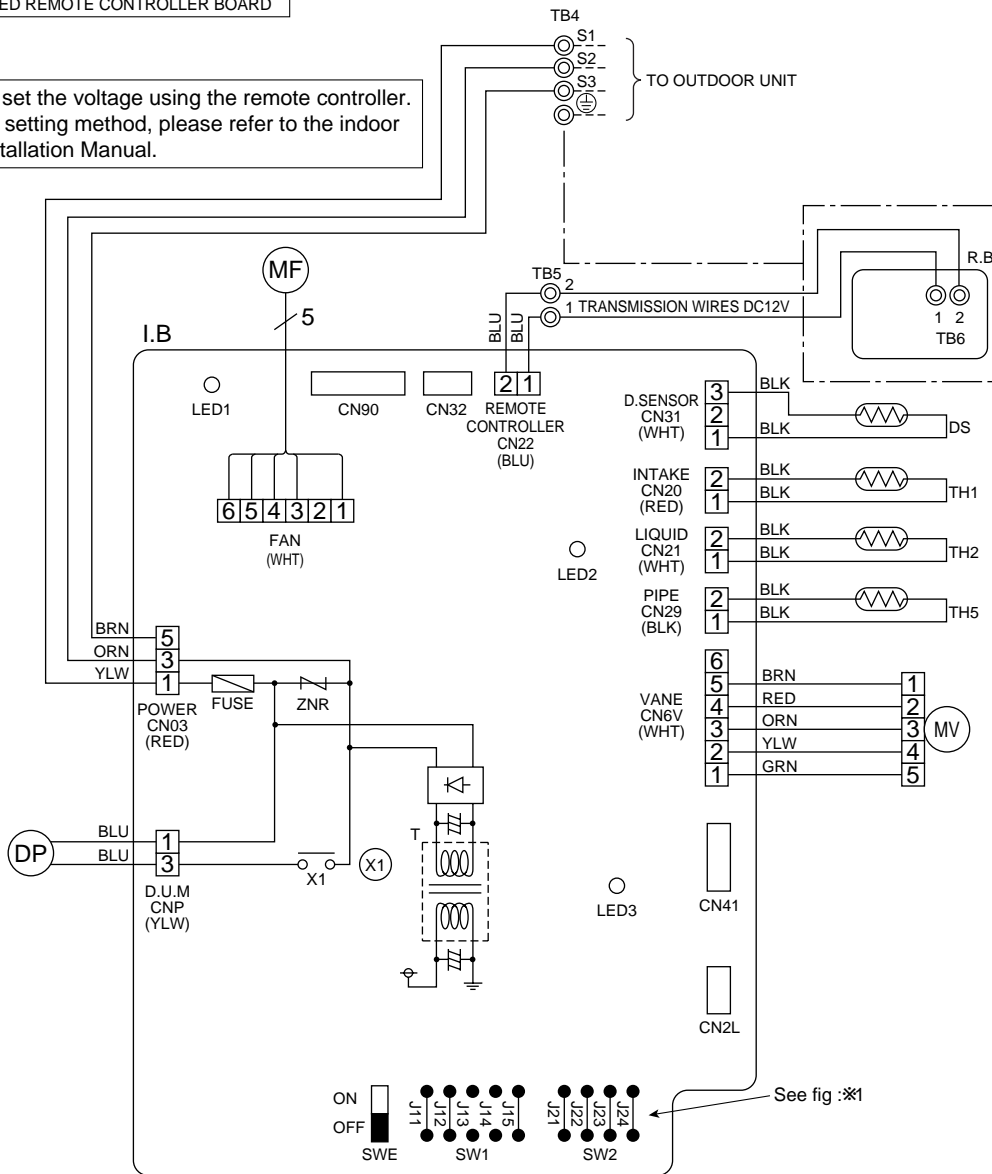 ED REMOTE CONTROLLER BOARD
set the voltage using the remote controller.
setting method, please refer to the indoor
tallation Manual.
TB4
S1
S2
S3
TO OUTDOOR UNIT
MF
5
I.B
TB5
2
1
TRANSMISSION WIRES DC12V
BLU
BLU
R.B
1 2
TB6
LED1
CN90
CN32
2 1
REMOTE
CONTROLLER
CN22
(BLU)
6 5 4 3 2 1
FAN
(WHT)
LED2
D.SENSOR
CN31
(WHT)
3
2
1
BLK
BLK
DS
INTAKE
CN20
(RED)
2
1
BLK
BLK
TH1
LIQUID
CN21
(WHT)
2
1
BLK
BLK
TH2
PIPE
CN29
(BLK)
2
1
BLK
BLK
TH5
VANE
CN6V
(WHT)
6
5
4
3
2
1
BRN
RED
ORN
YLW
GRN
1
2
3
4
5
MV
BRN
ORN
YLW
5
3
1
POWER
CN03
(RED)
FUSE
ZNR
DP
BLU
BLU
1
3
D.U.M
CNP
(YLW)
X1
X1
T
LED3
CN41
CN2L
ON
OFF
SWE
J11
J12
J13
J14
J15
SW1
J21
J22
J23
J24
SW2
See fig :※1